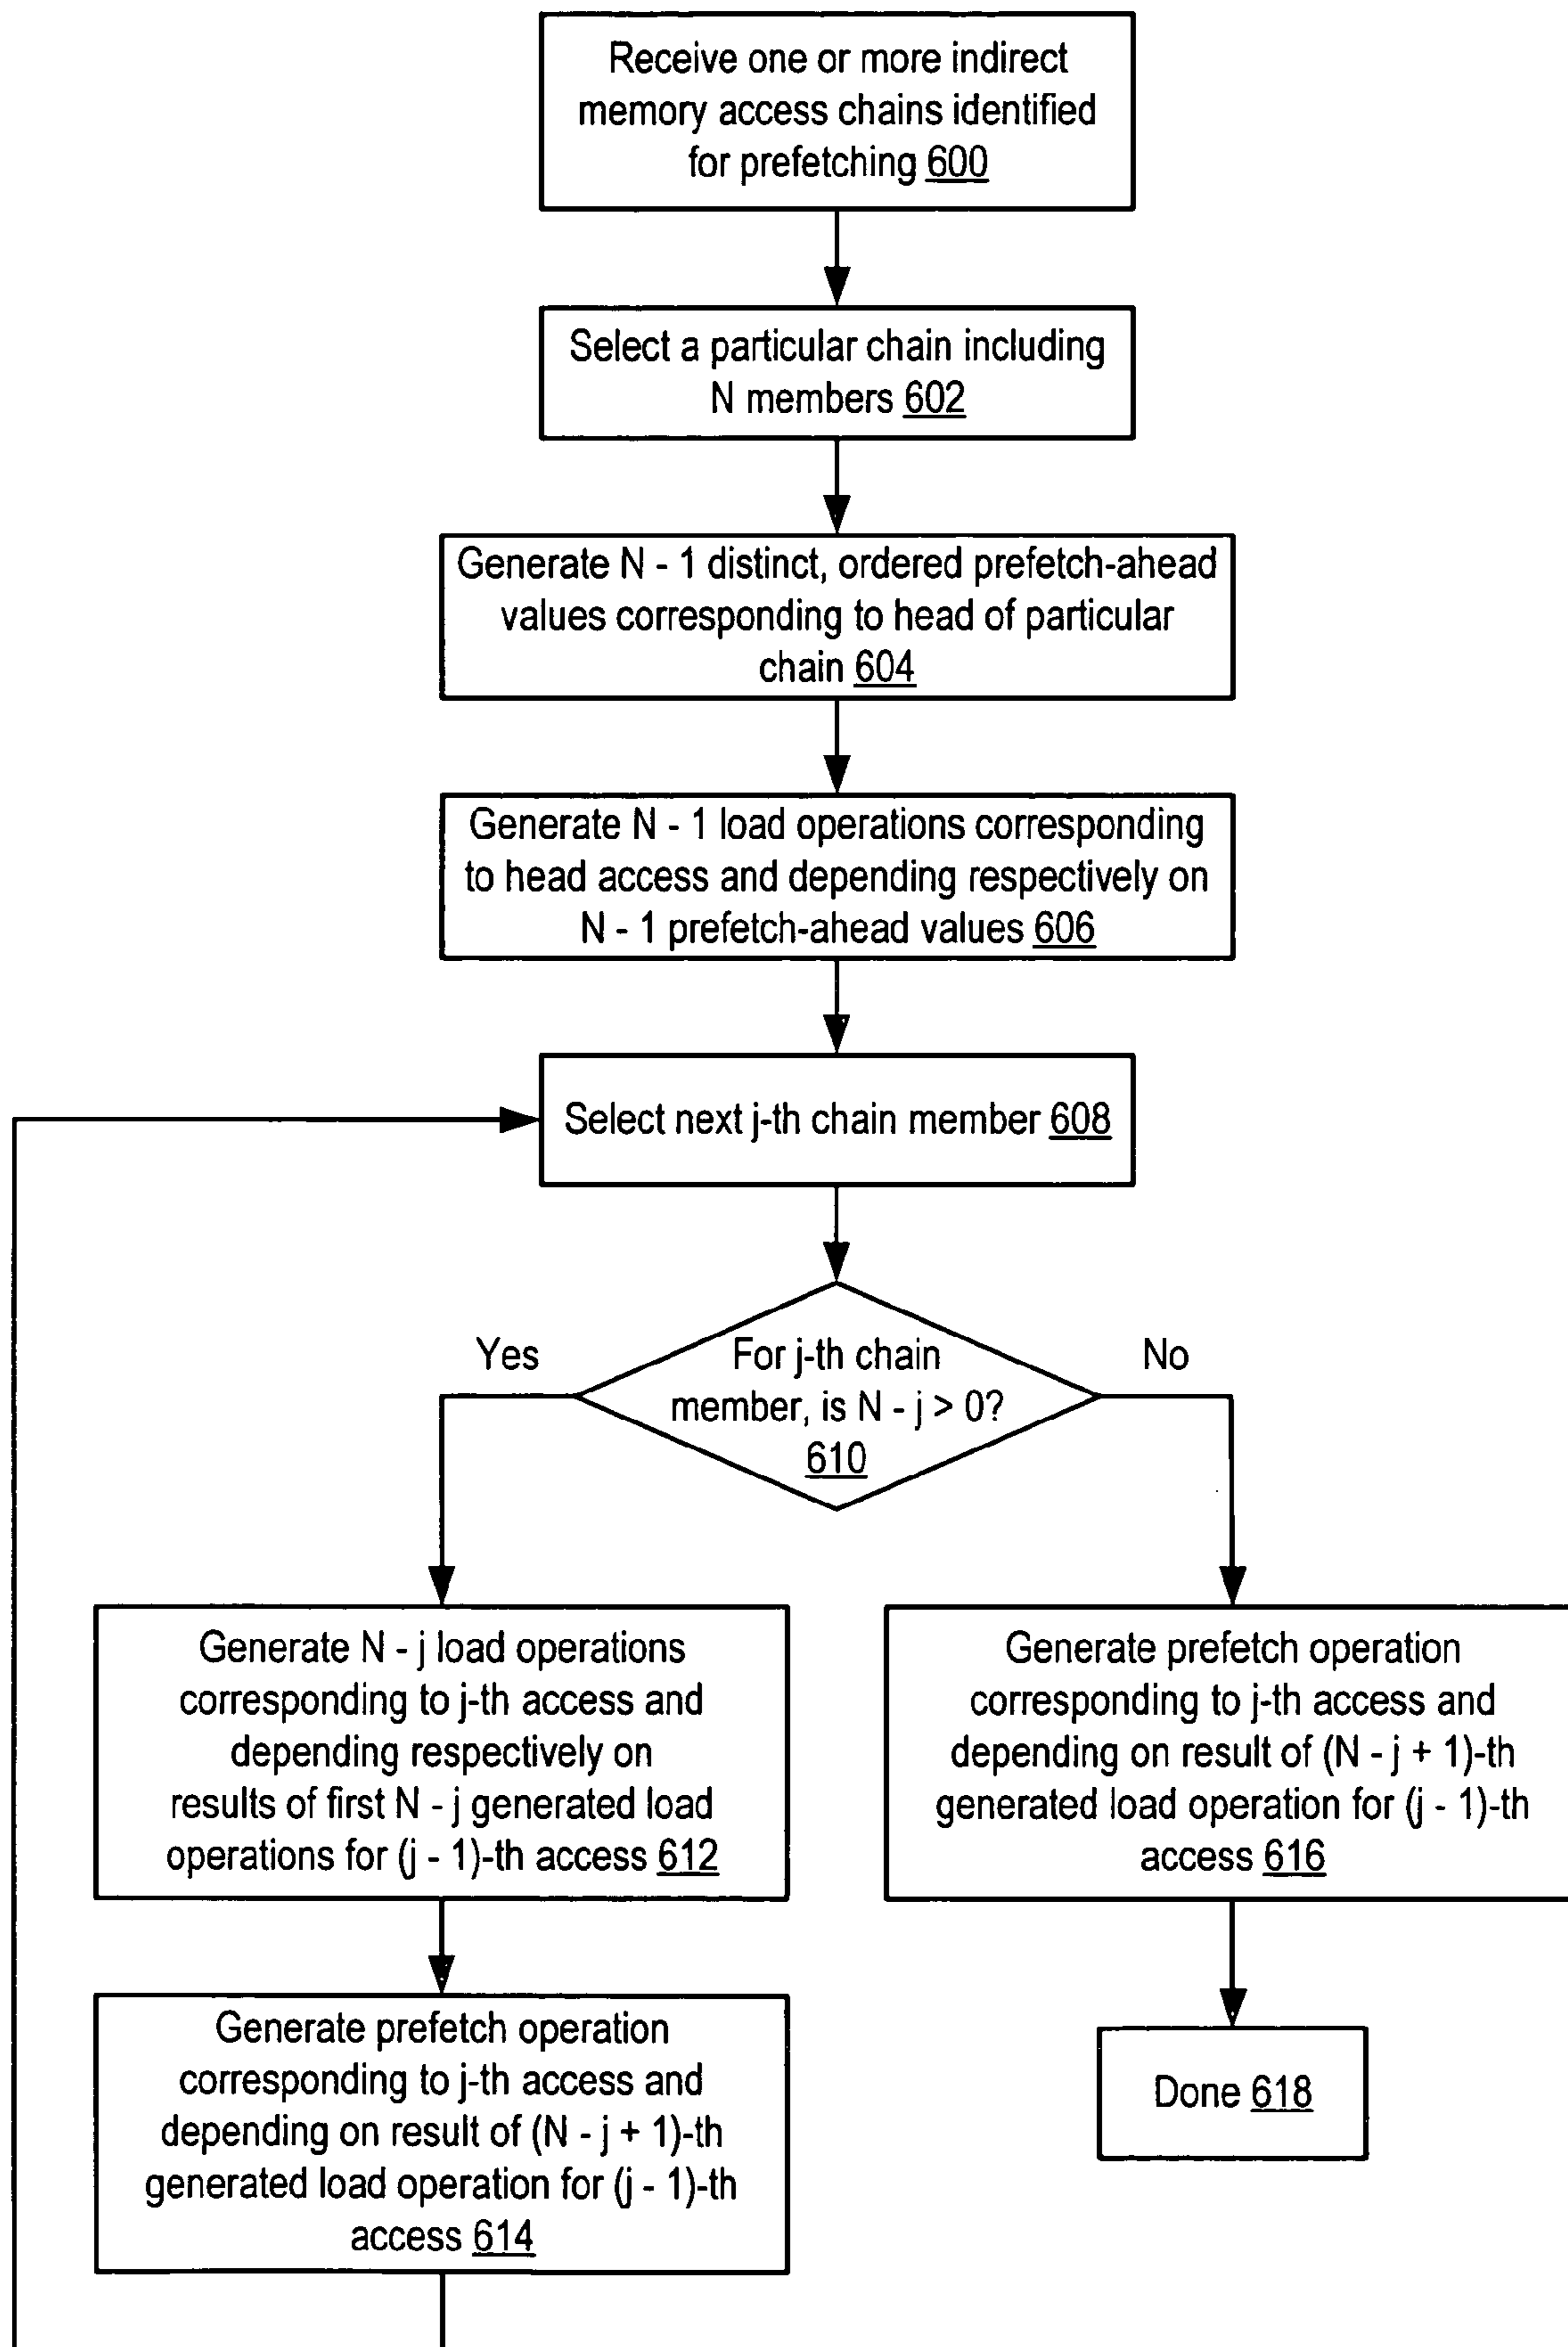 Receive one or more indirect
memory access chains identified
for prefetching 600
Select a particular chain including
N members 602
Generate N - 1 distinct, ordered prefetch-ahead
values corresponding to head of particular
chain 604
Generate N - 1 load operations corresponding
to head access and depending respectively on
N - 1 prefetch-ahead values 606
Select next j-th chain member 608
Yes
For j-th chain
member, is N - j > 0?
610
No
Generate N - j load operations
corresponding to j-th access and
depending respectively on
results of first N - j generated load
operations for (j - 1)-th access 612
Generate prefetch operation
corresponding to j-th access and
depending on result of (N - j + 1)-th
generated load operation for (j - 1)-th
access 616
Generate prefetch operation
corresponding to j-th access and
depending on result of (N - j + 1)-th
generated load operation for (j - 1)-th
access 614
Done 618